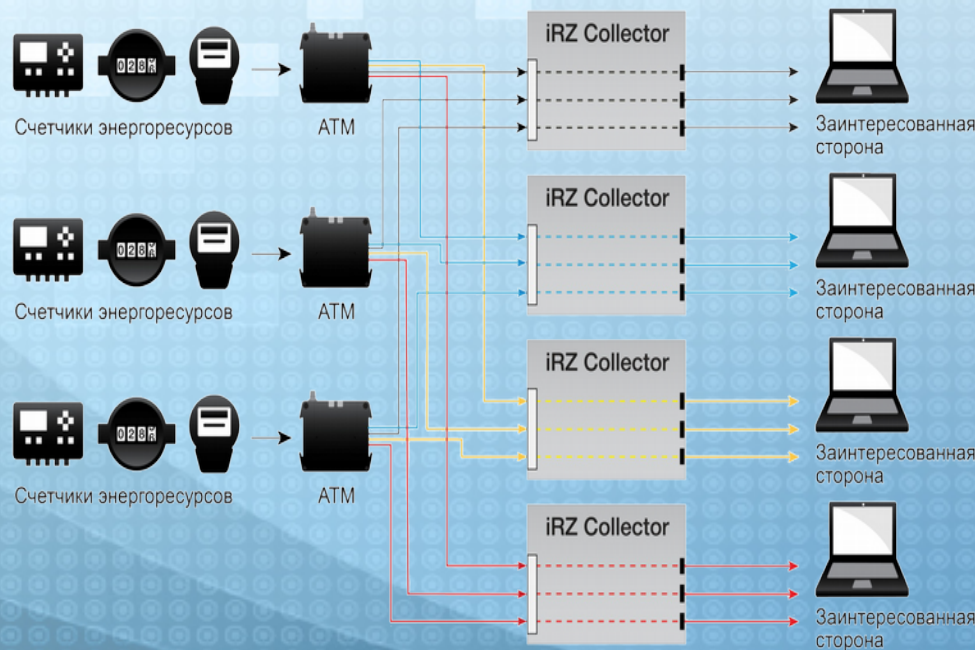 iRZ Collector
Счетчики энергоресурсов
ATM
Заинтересованная
сторона
iRZ Collector
Счетчики энергоресурсов
ATM
Заинтересованная
сторона
iRZ Collector
Счетчики энергоресурсов
ATM
Заинтересованная
сторона
iRZ Collector
Заинтересованная
сторона